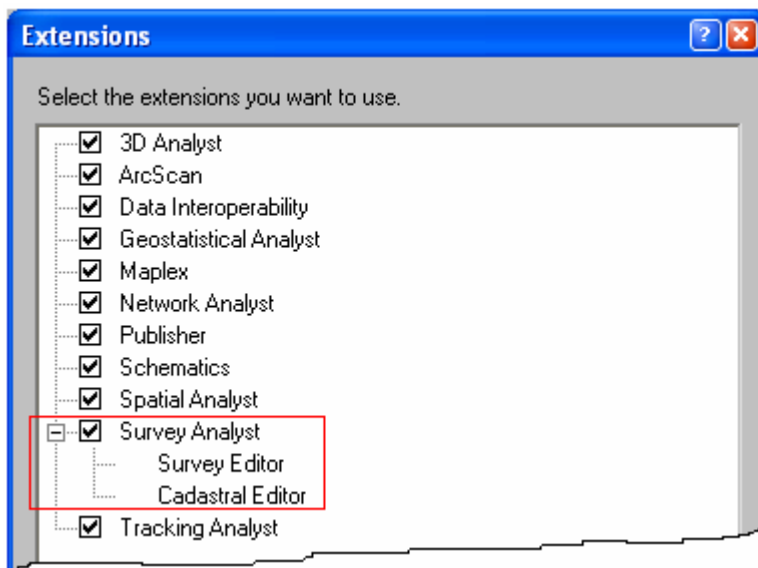 Extensions
Select the extensions you want to use.
3D Analyst
ArcScan
Data Interoperability
Geostatistical Analyst
Maplex
Network Analyst
Publisher
Schematics
Spatial Analyst
Survey Analyst
Survey Editor
Cadastral Editor
Tracking Analyst